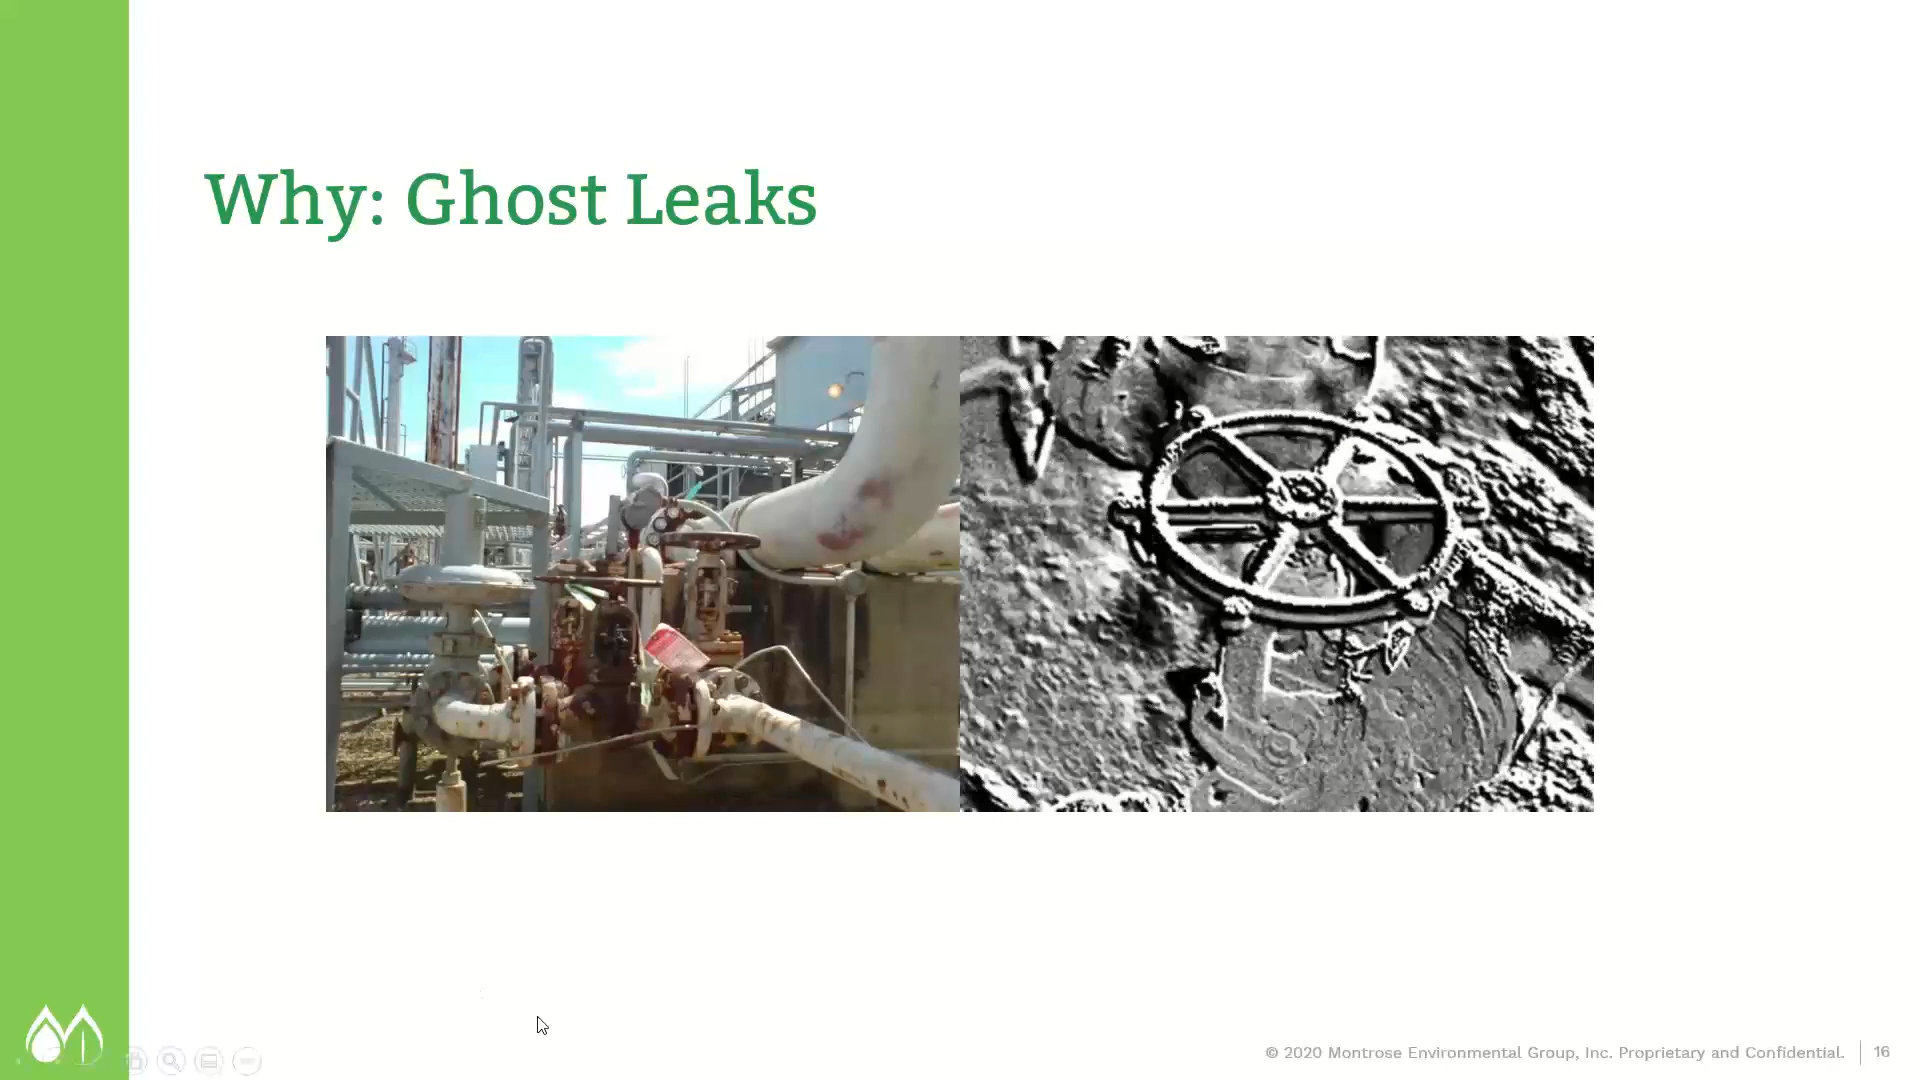 Why: Ghost Leaks
© 2020 Montrose Environmental Group, Inc. Proprietary and Confidential.
16